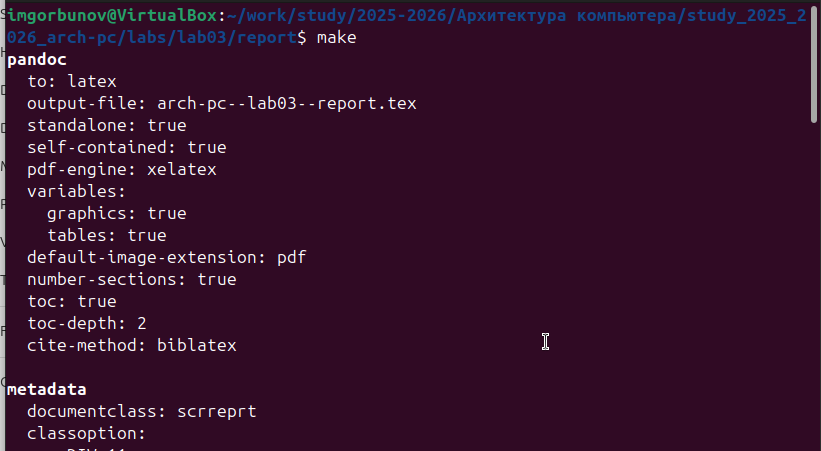 imgorbunov@VirtualBox:~/work/study/2025-2026/Архитектура компьютера/study_2025_2
026_arch-pc/labs/lab03/report$ make
pandoc
  to: latex
  output-file: arch-pc--lab03--report.tex
  standalone: true
  self-contained: true
  pdf-engine: xelatex
  variables:
    graphics: true
    tables: true
  default-image-extension: pdf
  number-sections: true
  toc: true
  toc-depth: 2
  cite-method: biblatex

metadata
  documentclass: scrreprt
  classoption: